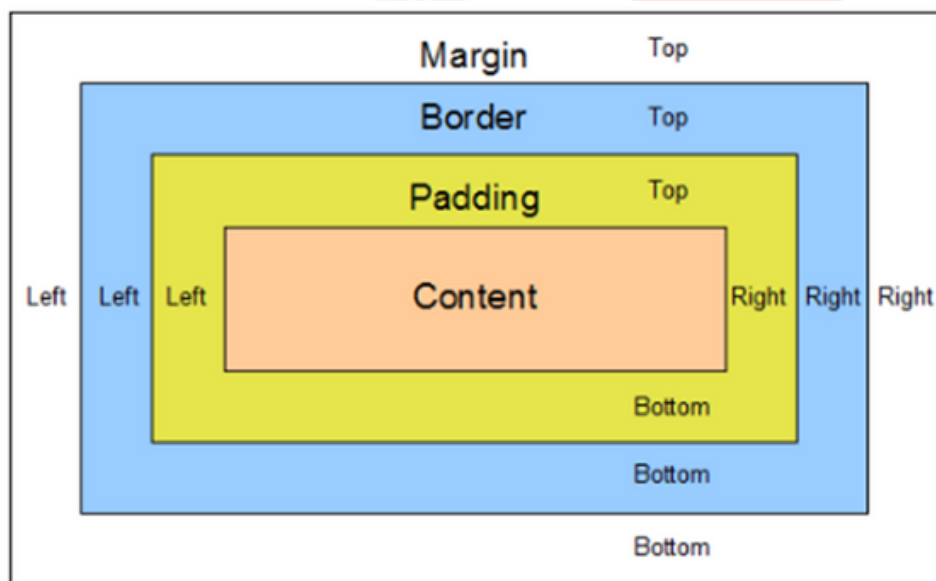 Margin Top
Border Top
Padding Top
Left Left Left Content Right Right Right
Bottom
Bottom
Bottom